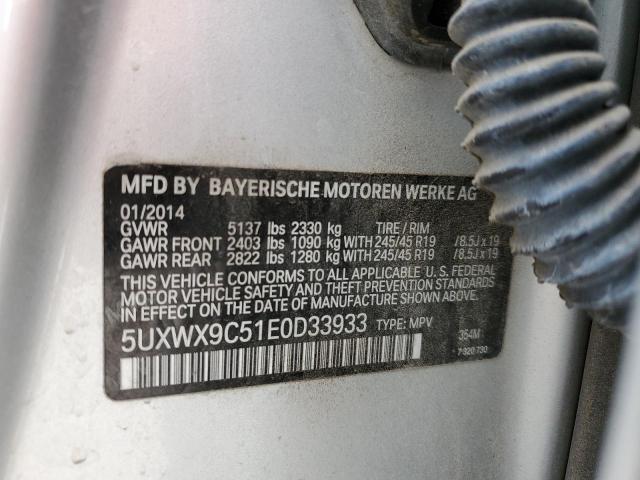 MFD BY BAYERISCHE MOTOREN WERKE AG
01/2014
GVWR 5137 lbs 2330 kg TIRE / RIM
GAWR FRONT 2403 lbs 1090 kg WITH 245/45 R19 /8.5J x 19
GAWR REAR 2822 lbs 1280 kg WITH 245/45 R19 /8.5J x 19
THIS VEHICLE CONFORMS TO ALL APPLICABLE U. S. FEDERAL
MOTOR VEHICLE SAFETY AND THEFT PREVENTION STANDARDS
IN EFFECT ON THE DATE OF MANUFACTURE SHOWN ABOVE.
5UXWX9C51E0D33933 TYPE: MPV 354M
7 320 730